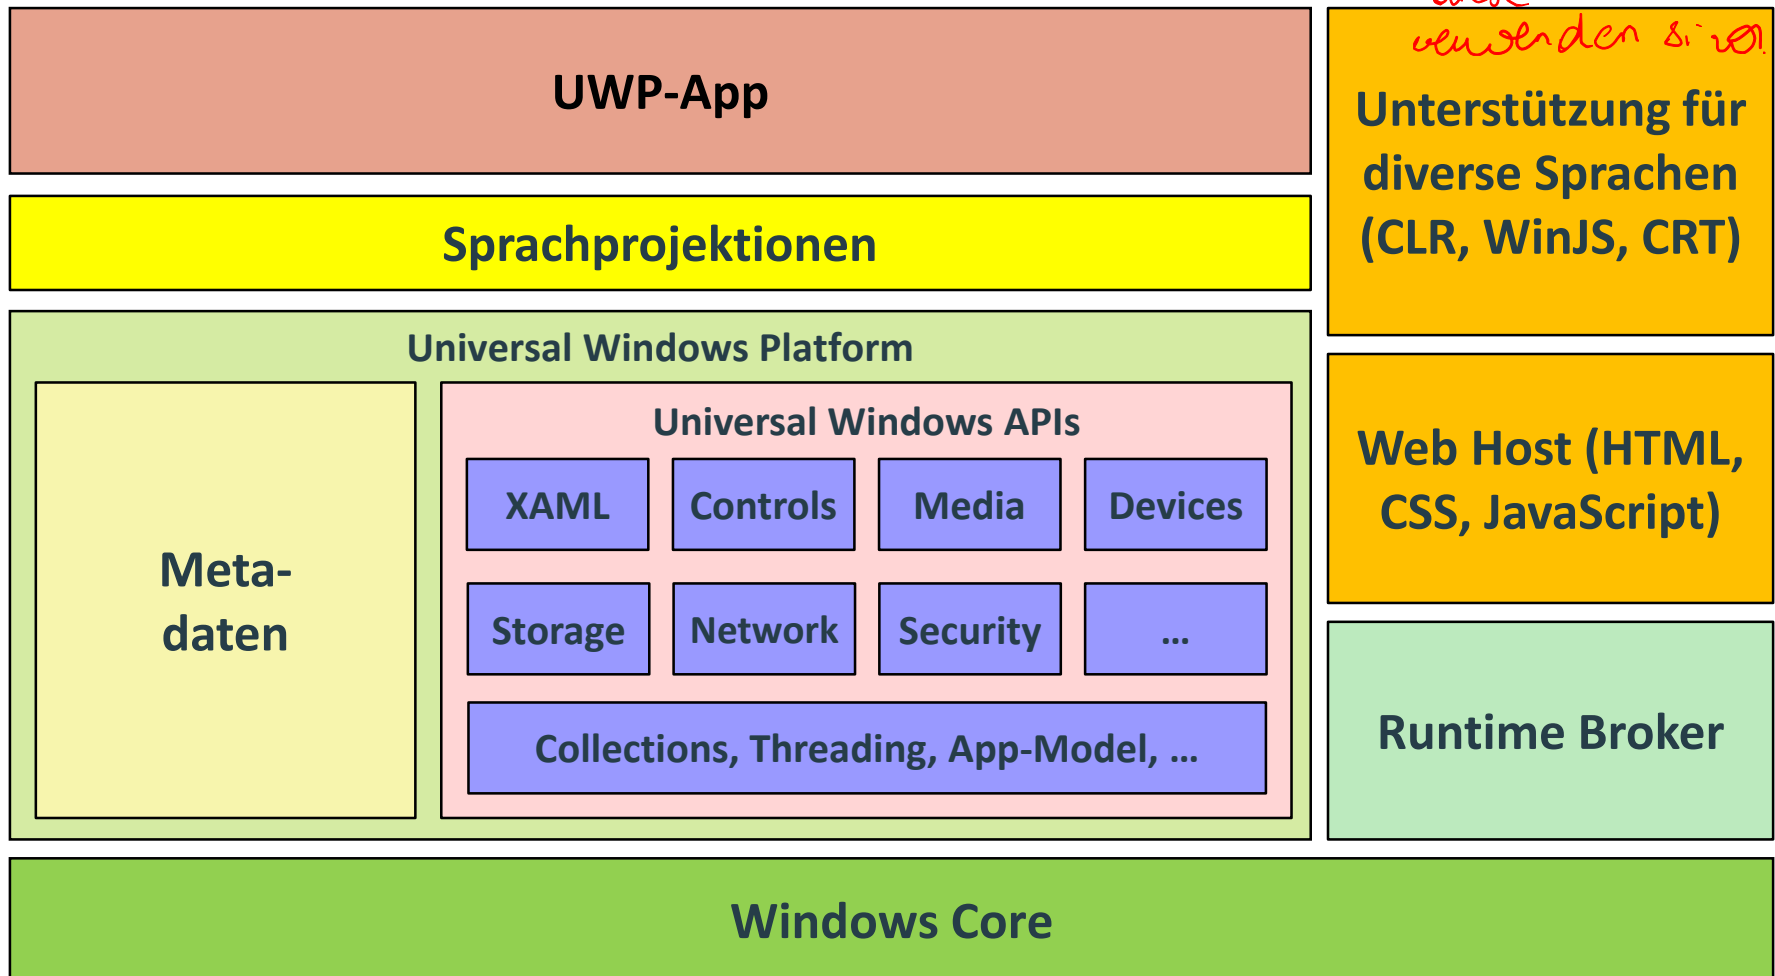 verwenden
UWP-App
Unterstützung für
diverse Sprachen
(CLR, WinJS, CRT)
Sprachprojektionen
Universal Windows Platform
Meta-
daten
Universal Windows APIs
XAML
Controls
Media
Devices
Storage
Network
Security
...
Collections, Threading, App-Model, ...
Web Host (HTML,
CSS, JavaScript)
Runtime Broker
Windows Core